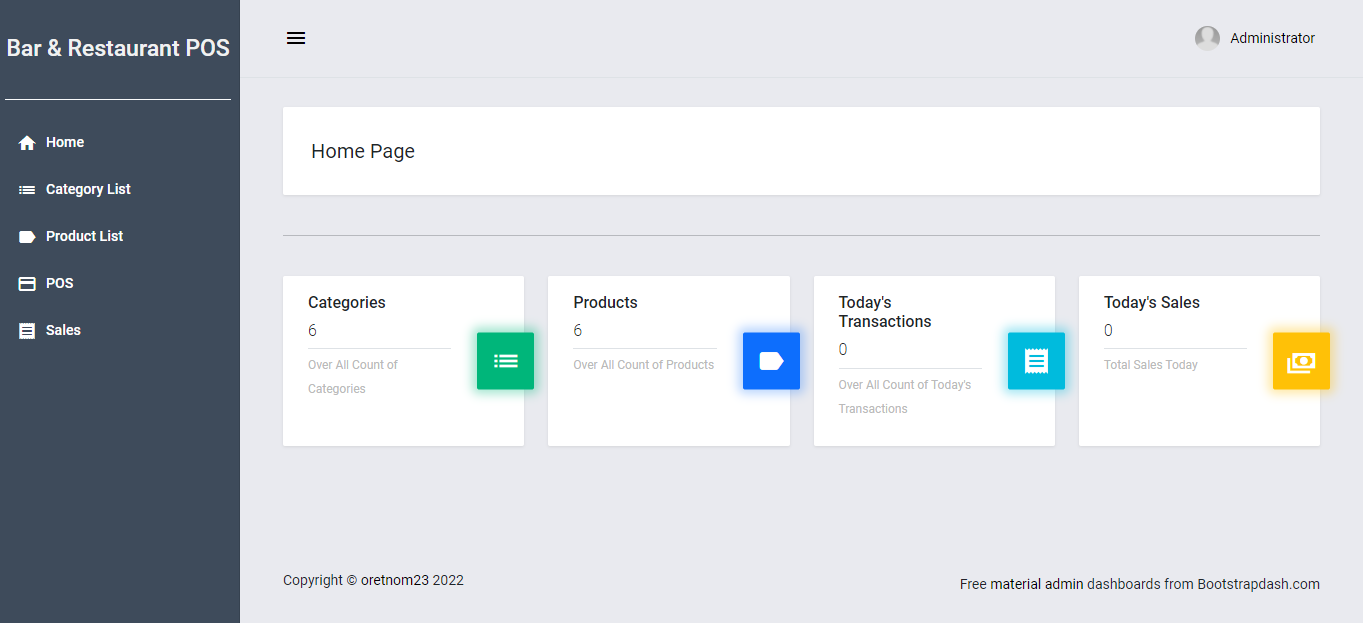 Bar & Restaurant POS
Administrator
Home
Category List
Product List
POS
Sales
Home Page
Categories
6
Over All Count of
Categories
Products
6
Over All Count of Products
Today's
Transactions
0
Over All Count of Today's
Transactions
Today's Sales
0
Total Sales Today
Copyright © oretnom23 2022
Free material admin dashboards from Bootstrapdash.com